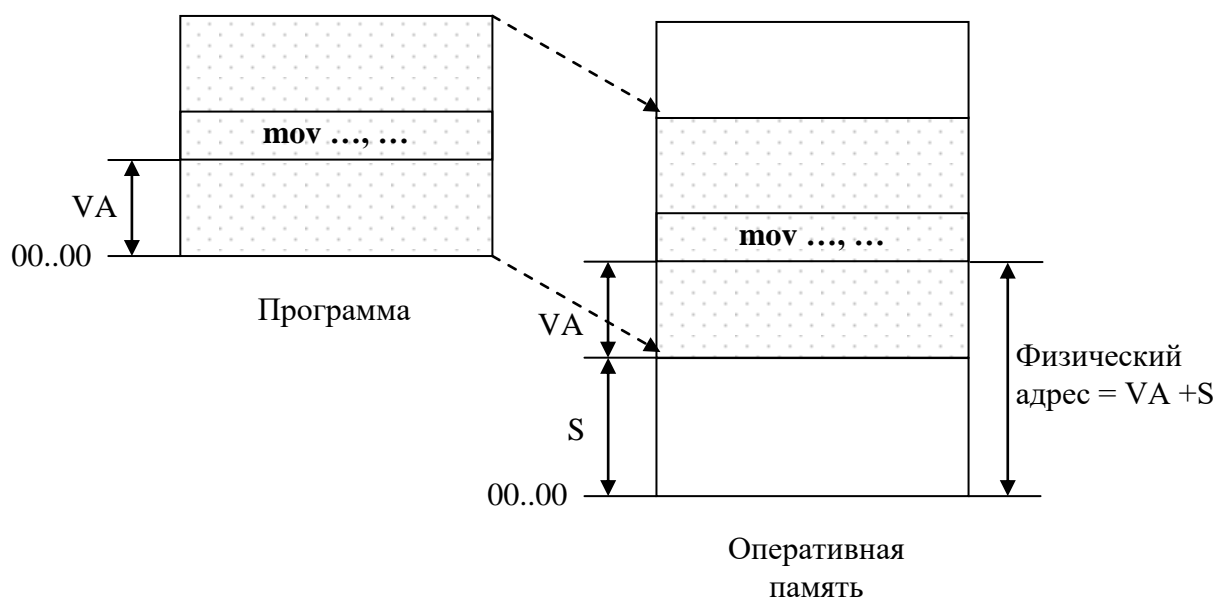 mov …, …
VA
00..00
Программа
mov …, …
VA
Физический
адрес = VA +S
S
00..00
Оперативная
память